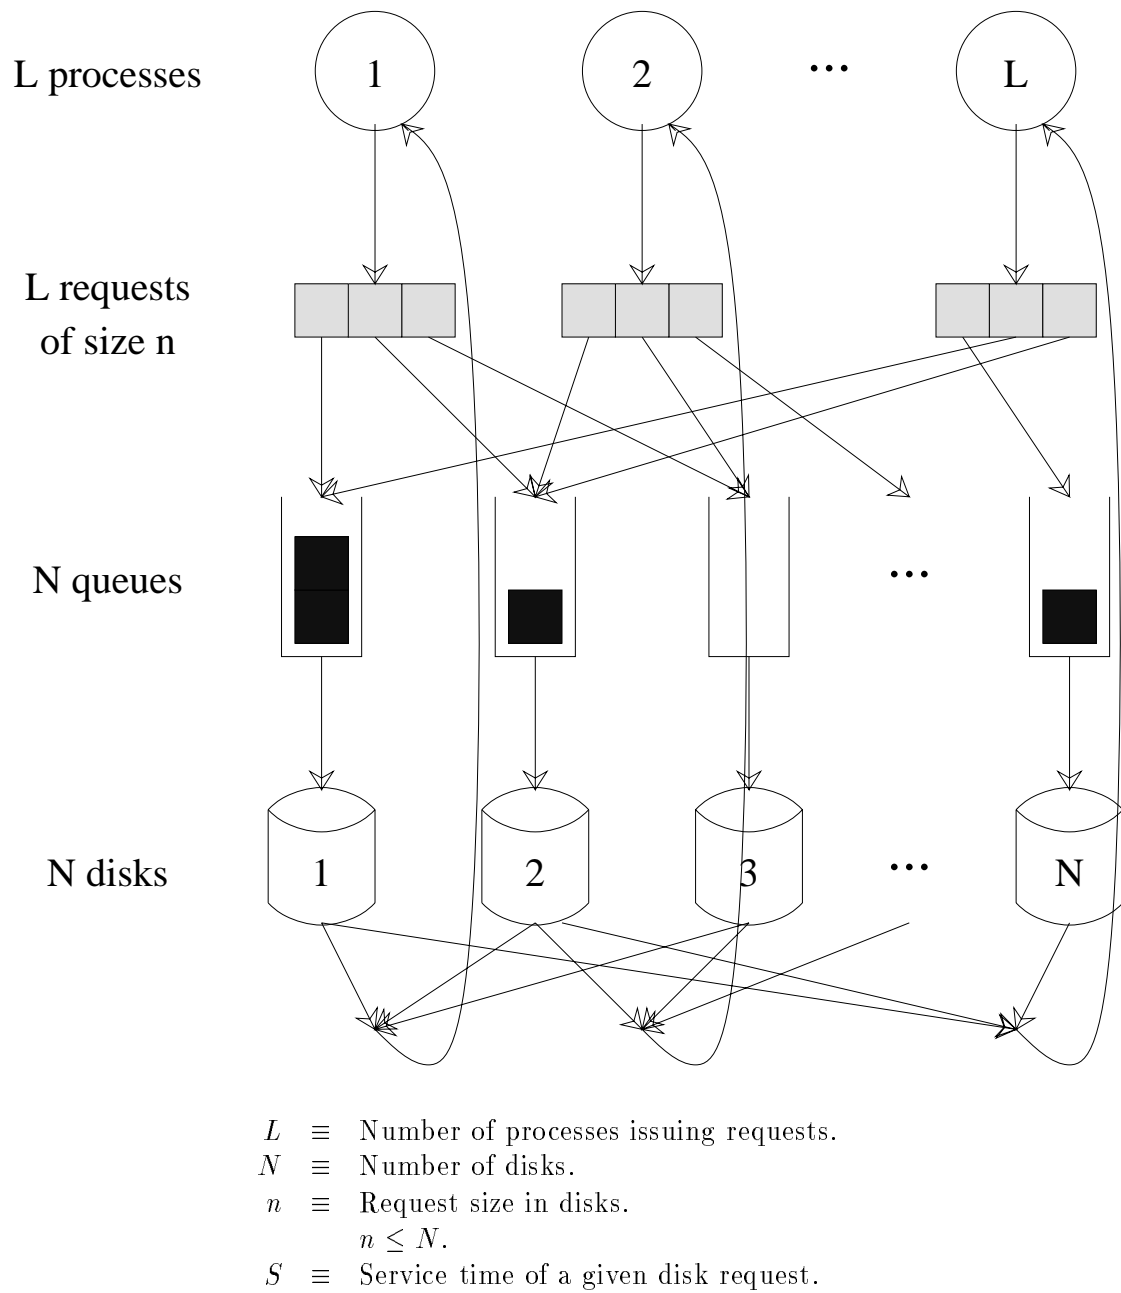 L processes 1 2 ... L
L requests
of size n
N queues ...
N disks 1 2 3 ... N
L ≡ Number of processes issuing requests.
N ≡ Number of disks.
n ≡ Request size in disks.
n ≤ N.
S ≡ Service time of a given disk request.